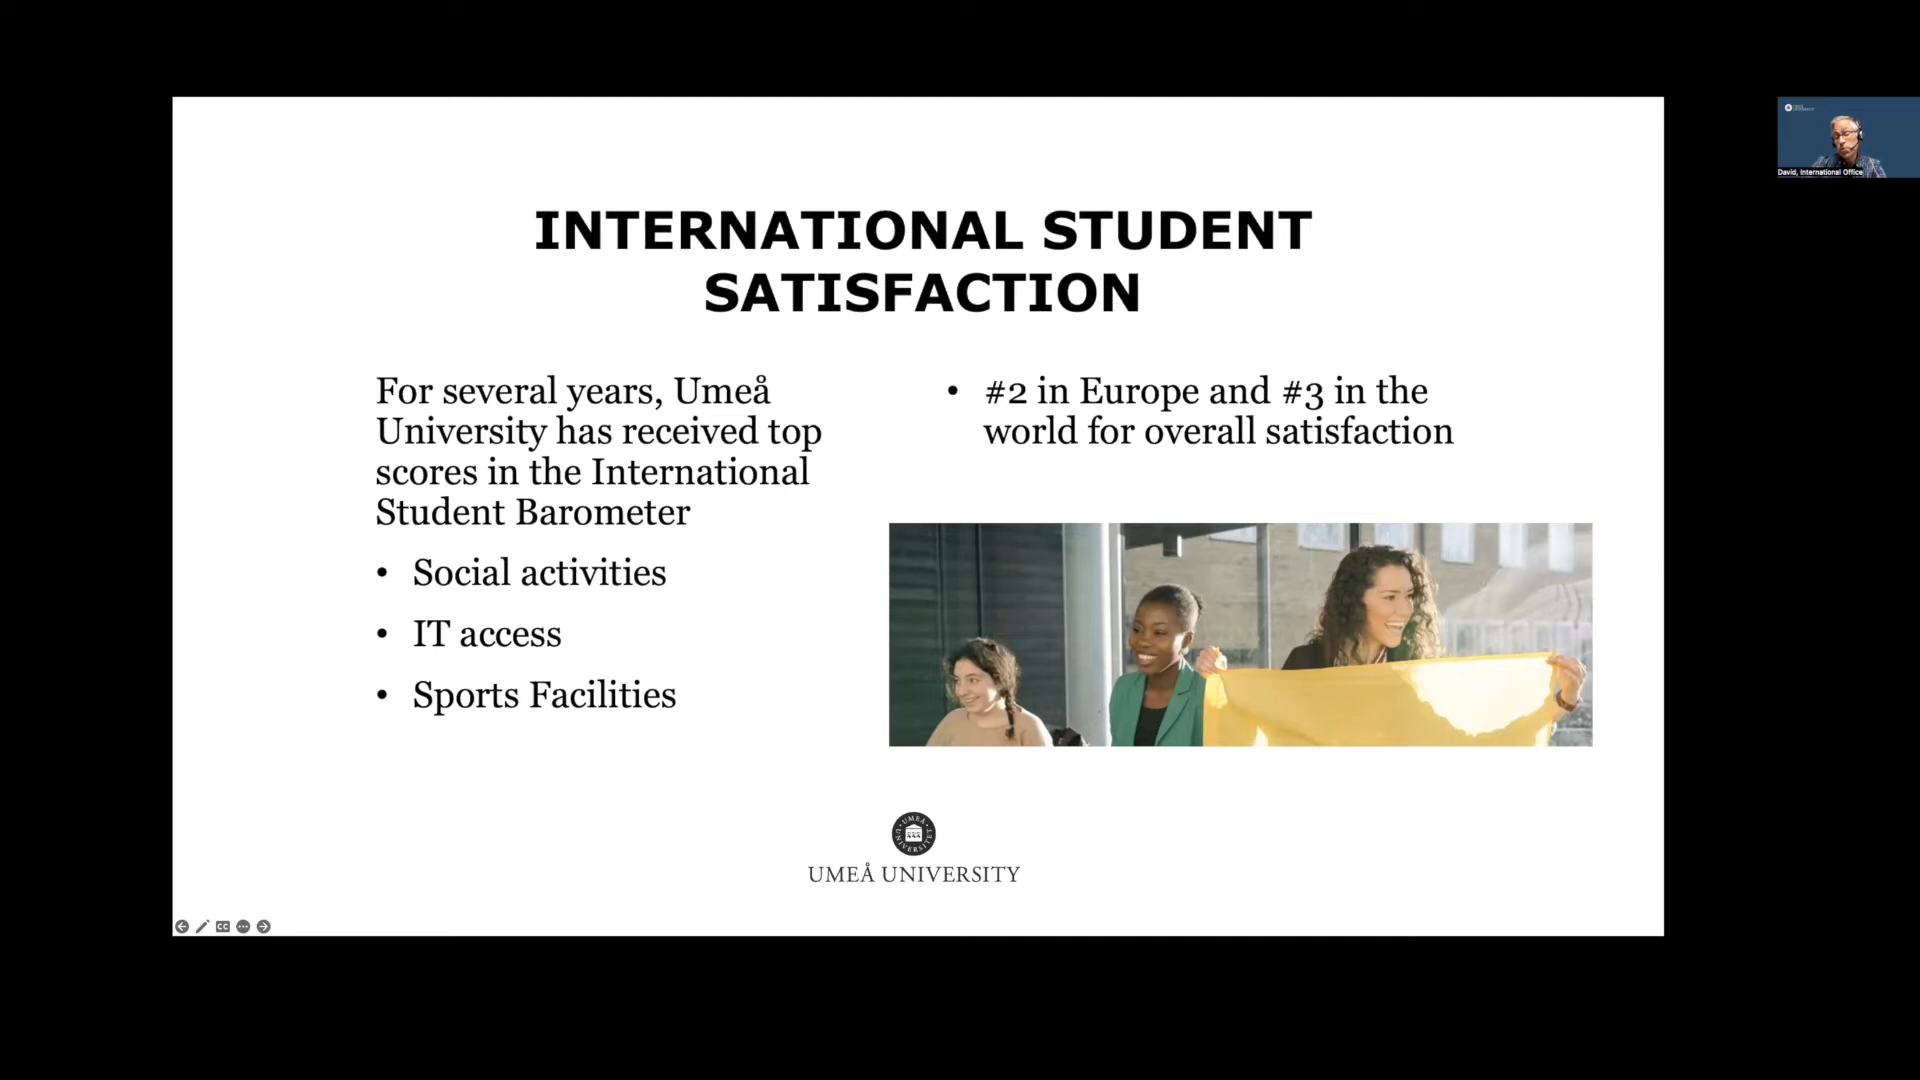 INTERNATIONAL STUDENT
SATISFACTION
For several years, Umeå
University has received top
scores in the International
Student Barometer
• Social activities
• IT access
• Sports Facilities
• #2 in Europe and #3 in the
world for overall satisfaction
UMEÅ UNIVERSITY
David, International Office